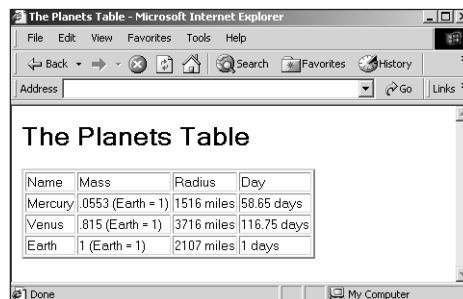 The Planets Table - Microsoft Internet Explorer
File Edit View Favorites Tools Help
Back Search Favorites History
Address Go Links
The Planets Table
Name Mass Radius Day
Mercury .0553 (Earth = 1) 1516 miles 58.65 days
Venus .815 (Earth = 1) 3716 miles 116.75 days
Earth 1 (Earth = 1) 2107 miles 1 days
Done My Computer